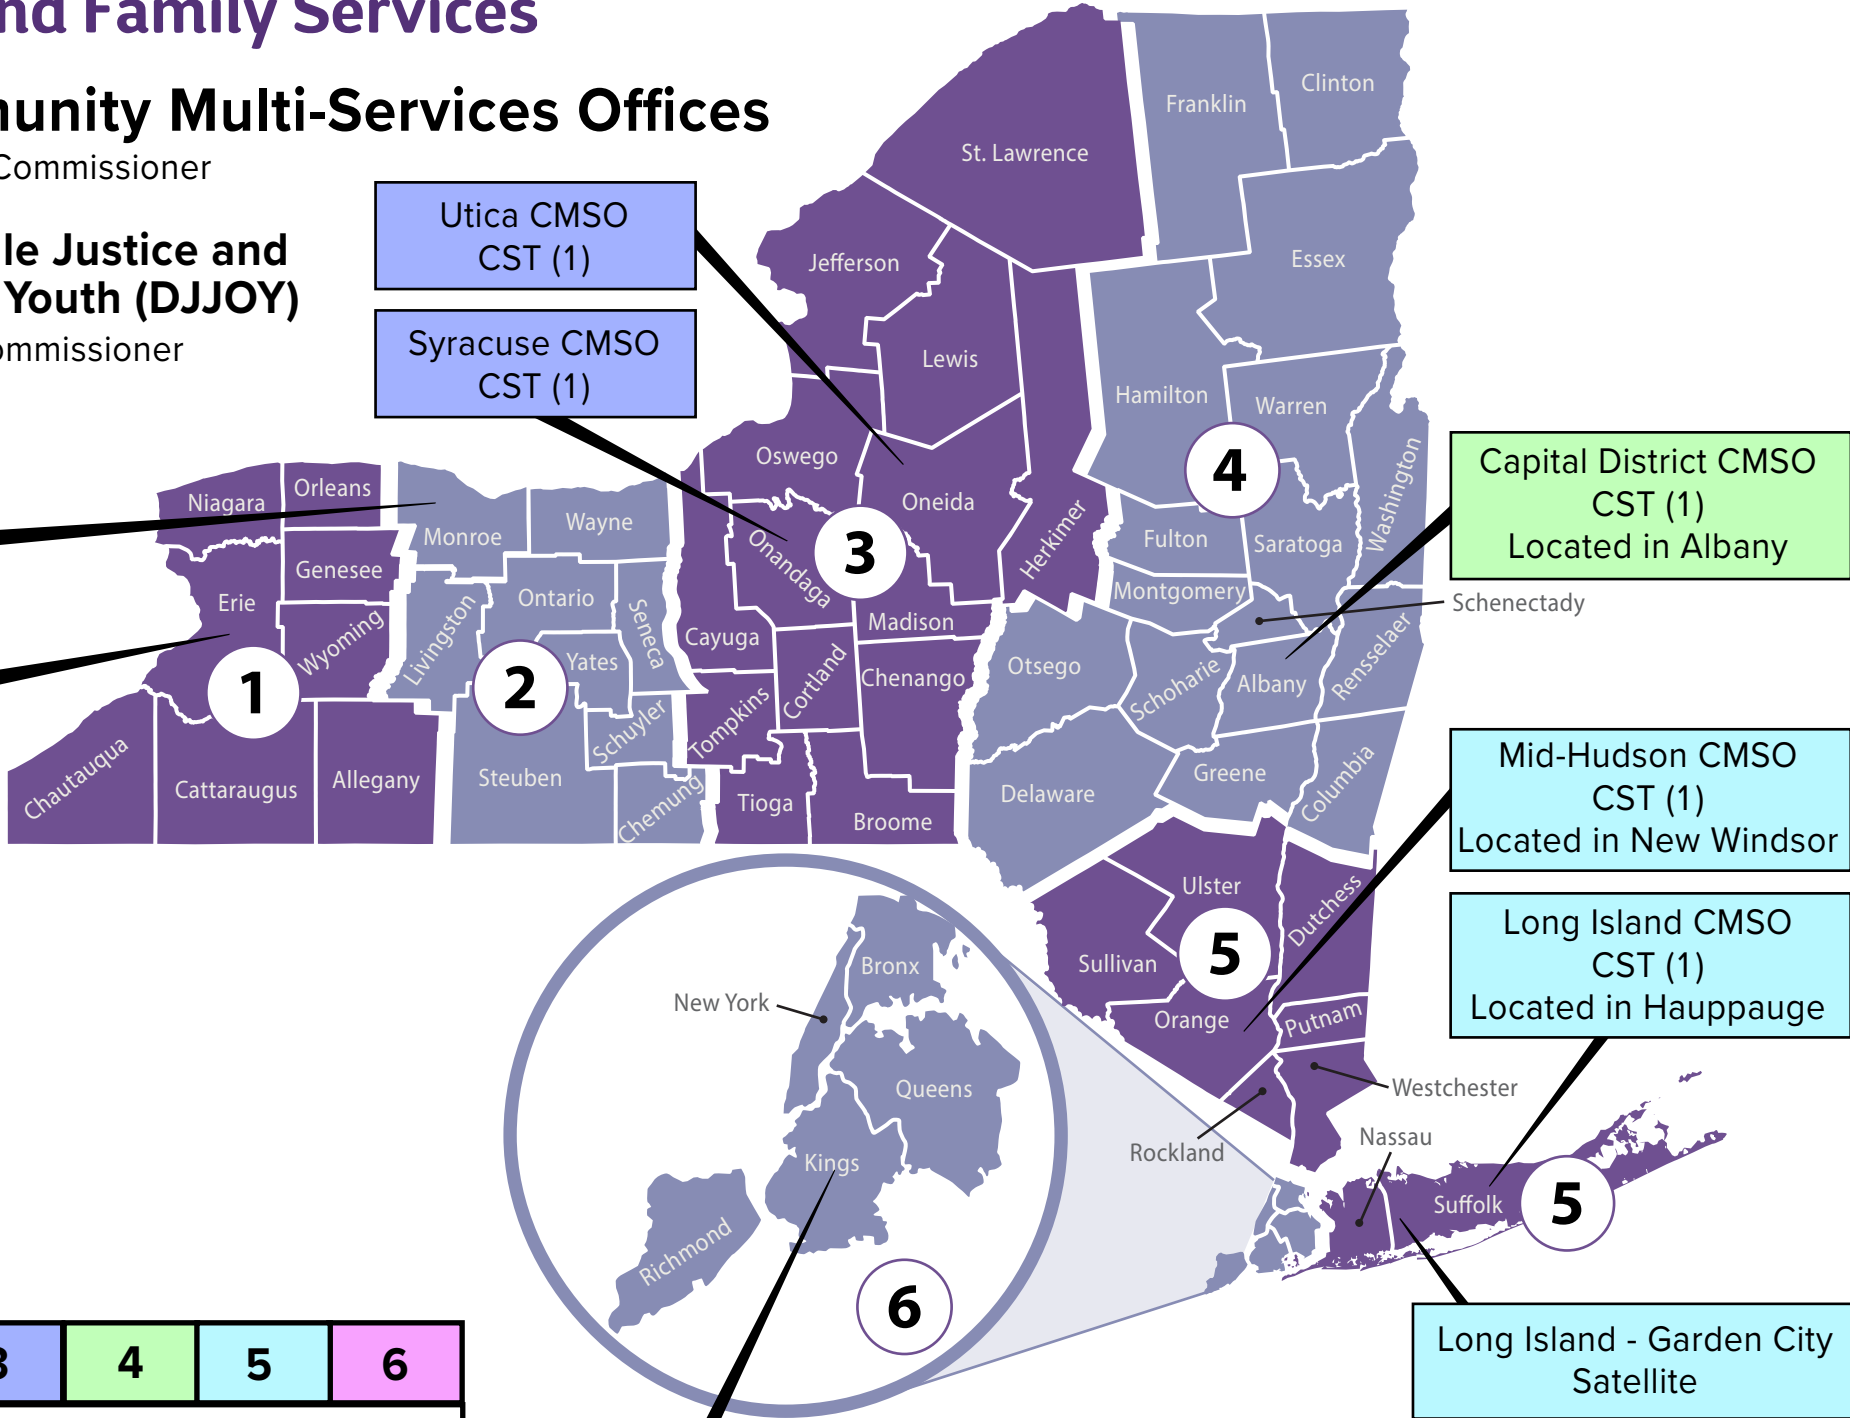 nd Family Services
munity Multi-Services Offices
Commissioner
le Justice and
Youth (DJJOY)
ommissioner
Utica CMSO
CST (1)
Syracuse CMSO
CST (1)
Capital District CMSO
CST (1)
Located in Albany
Mid-Hudson CMSO
CST (1)
Located in New Windsor
Long Island CMSO
CST (1)
Located in Hauppauge
Long Island - Garden City
Satellite
Franklin
Clinton
St. Lawrence
Essex
Jefferson
Lewis
Hamilton
Warren
Washington
4
Oswego
Oneida
Herkimer
Onandaga
3
Niagara
Orleans
Monroe
Wayne
Genesee
Erie
Wyoming
Livingston
Ontario
Seneca
Yates
1
2
Cayuga
Madison
Cortland
Chenango
Tompkins
Fulton
Saratoga
Montgomery
Schenectady
Otsego
Schoharie
Albany
Rensselaer
Chautauqua
Cattaraugus
Allegany
Steuben
Schuyler
Chemung
Tioga
Broome
Delaware
Greene
Columbia
Ulster
Dutchess
5
Sullivan
Orange
Putnam
Westchester
Rockland
Nassau
Suffolk
5
New York
Bronx
Queens
Kings
Richmond
6
3
4
5
6